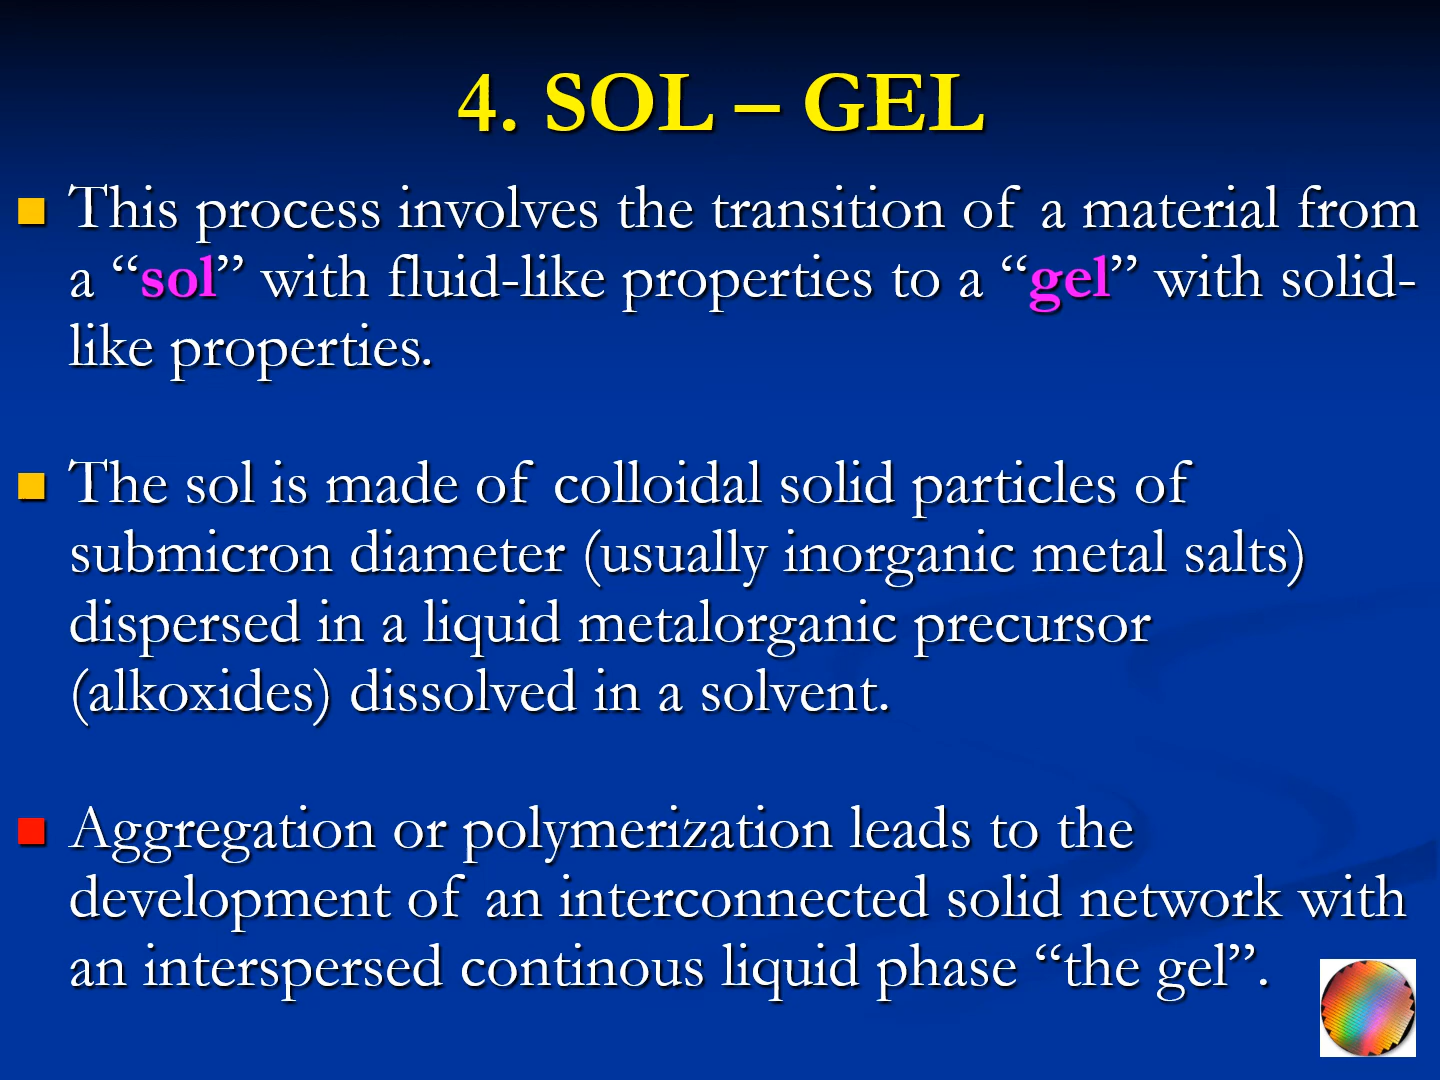 4. SOL – GEL
This process involves the transition of a material from
a “sol” with fluid-like properties to a “gel” with solid-
like properties.
The sol is made of colloidal solid particles of
submicron diameter (usually inorganic metal salts)
dispersed in a liquid metalorganic precursor
(alkoxides) dissolved in a solvent.
Aggregation or polymerization leads to the
development of an interconnected solid network with
an interspersed continous liquid phase “the gel”.